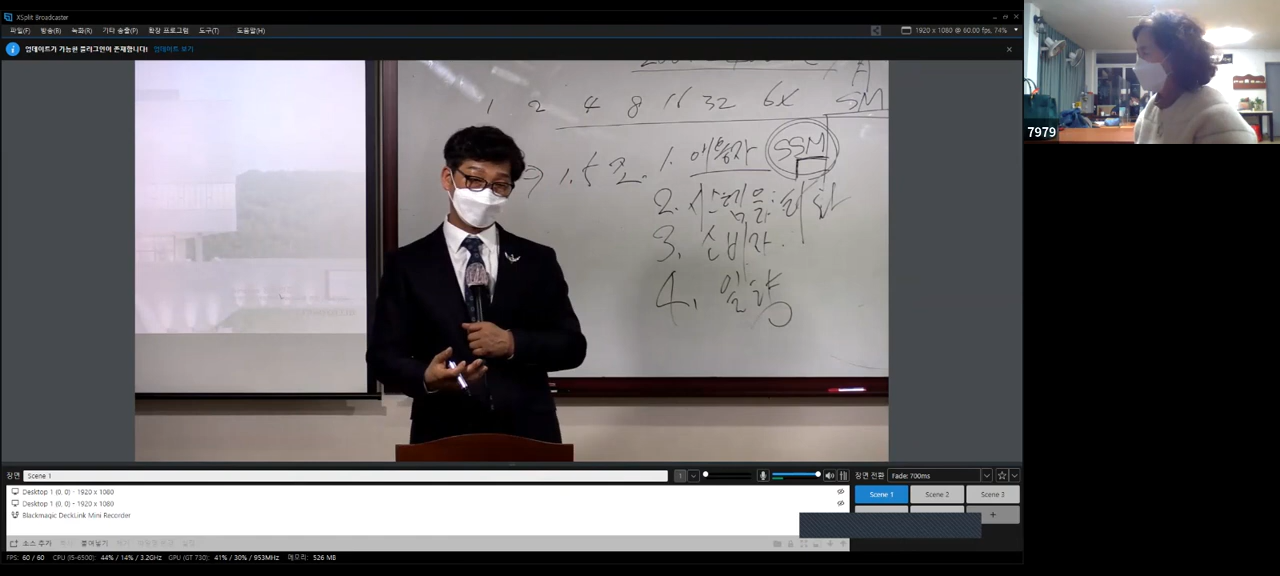 XSplit Broadcaster
파일(F) 방송(B) 녹화(R) 기타 송출(P) 확장 프로그램 도구(T) 도움말(H)
1920 x 1080 @ 60.00 fps, 74%
업데이트가 가능한 플러그인이 존재합니다! 업데이트 보기
7979
1 2 4 8 16 32 6x SM
1.5 조. 1. 애용자 SSM
2. 시스템을
3. 소비자.
4.
장면 Scene 1
1
장면 전환 Fade: 700ms
Desktop 1 (0, 0) - 1920 x 1080
Desktop 1 (0, 0) - 1920 x 1080
Blackmagic DeckLink Mini Recorder
Scene 1 Scene 2 Scene 3
+
소스 추가 붙여넣기
FPS: 60 / 60 CPU (I5-6500): 44% / 14% / 3.2GHz GPU (GT 730): 41% / 30% / 953MHz 메모리: 526 MB